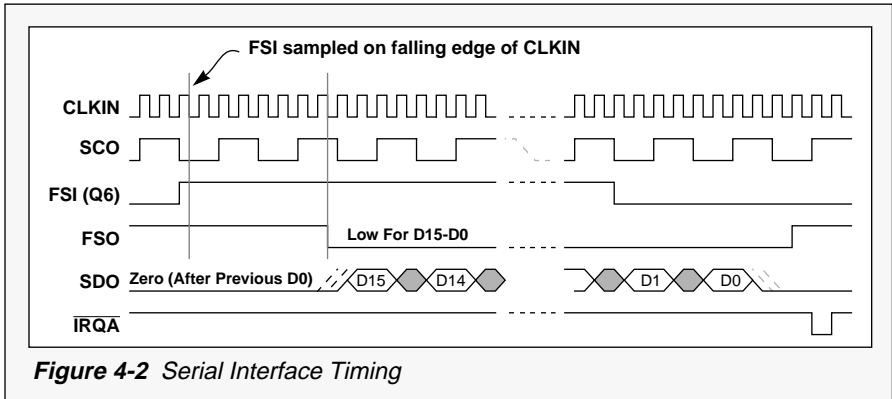 FSI sampled on falling edge of CLKIN
CLKIN
SCO
FSI (Q6)
FSO
Low For D15-D0
SDO Zero (After Previous D0) D15 D14 D1 D0
IRQA
Figure 4-2 Serial Interface Timing